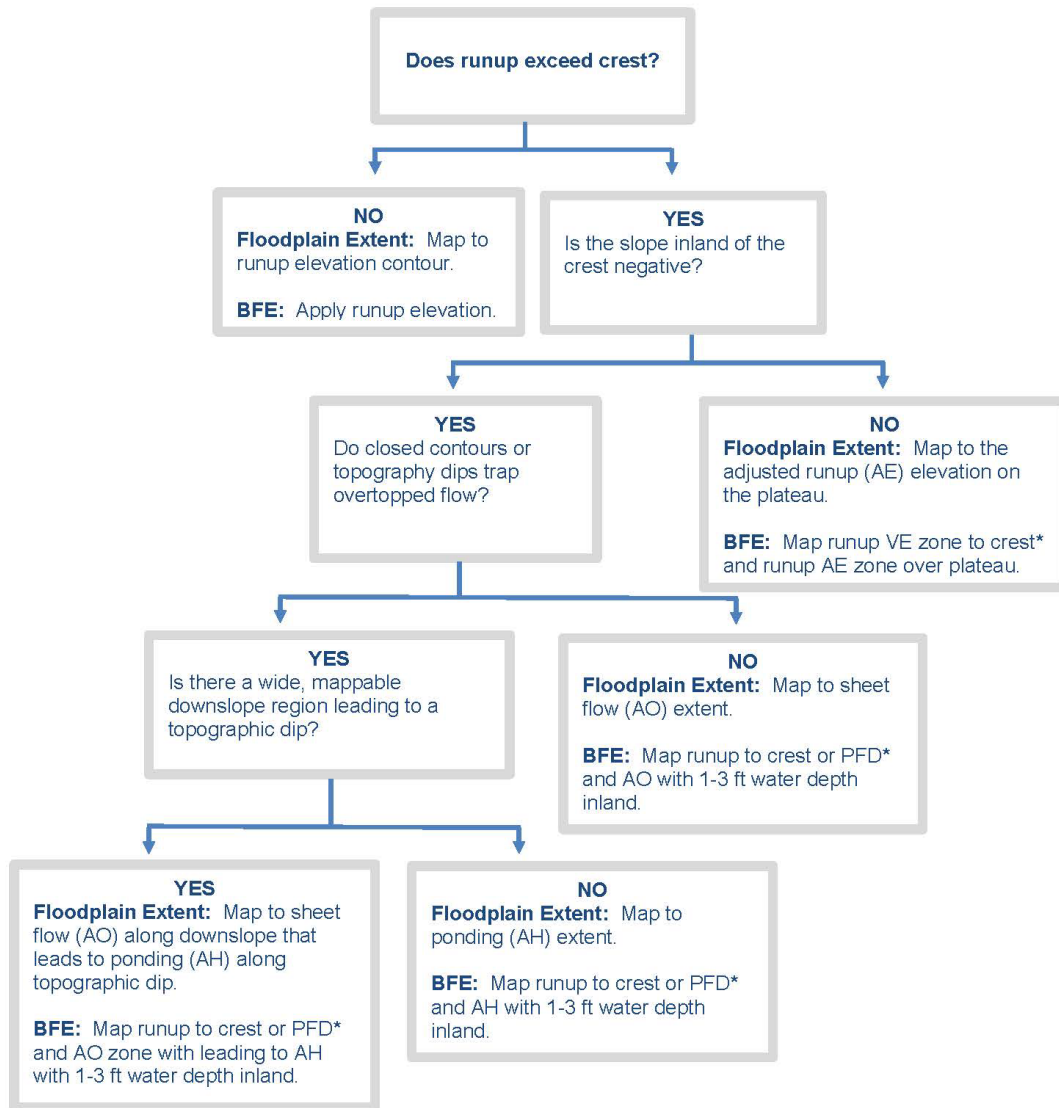 Does runup exceed crest?
NO
Floodplain Extent: Map to
runup elevation contour.
BFE: Apply runup elevation.
YES
Is the slope inland of the
crest negative?
YES
Do closed contours or
topography dips trap
overtopped flow?
NO
Floodplain Extent: Map to the
adjusted runup (AE) elevation on
the plateau.
BFE: Map runup VE zone to crest*
and runup AE zone over plateau.
YES
Is there a wide, mappable
downslope region leading to a
topographic dip?
NO
Floodplain Extent: Map to sheet
flow (AO) extent.
BFE: Map runup to crest or PFD*
and AO with 1-3 ft water depth
inland.
YES
Floodplain Extent: Map to sheet
flow (AO) along downslope that
leads to ponding (AH) along
topographic dip.
BFE: Map runup to crest or PFD*
and AO zone with leading to AH
with 1-3 ft water depth inland.
NO
Floodplain Extent: Map to
ponding (AH) extent.
BFE: Map runup to crest or PFD*
and AH with 1-3 ft water depth
inland.